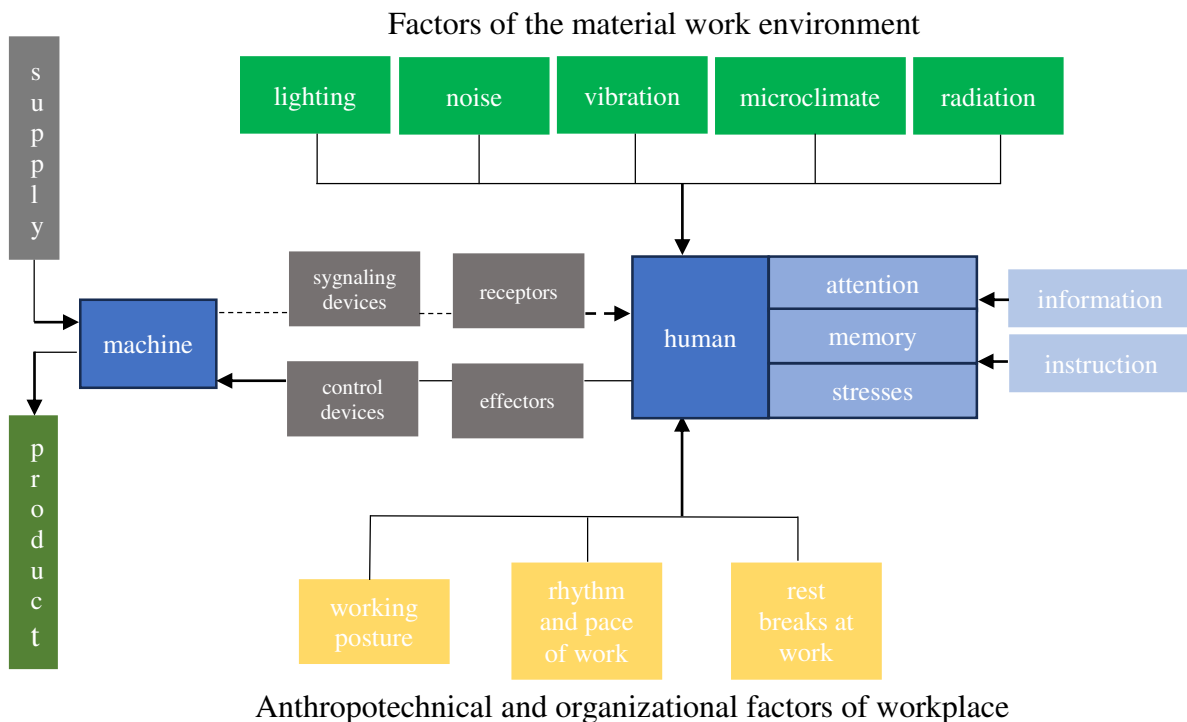 Factors of the material work environment
supply
lighting
noise
vibration
microclimate
radiation
sygnaling
devices
receptors
machine
human
attention
memory
stresses
information
instruction
control
devices
effectors
product
working
posture
rhythm
and pace
of work
rest
breaks at
work
Anthropotechnical and organizational factors of workplace